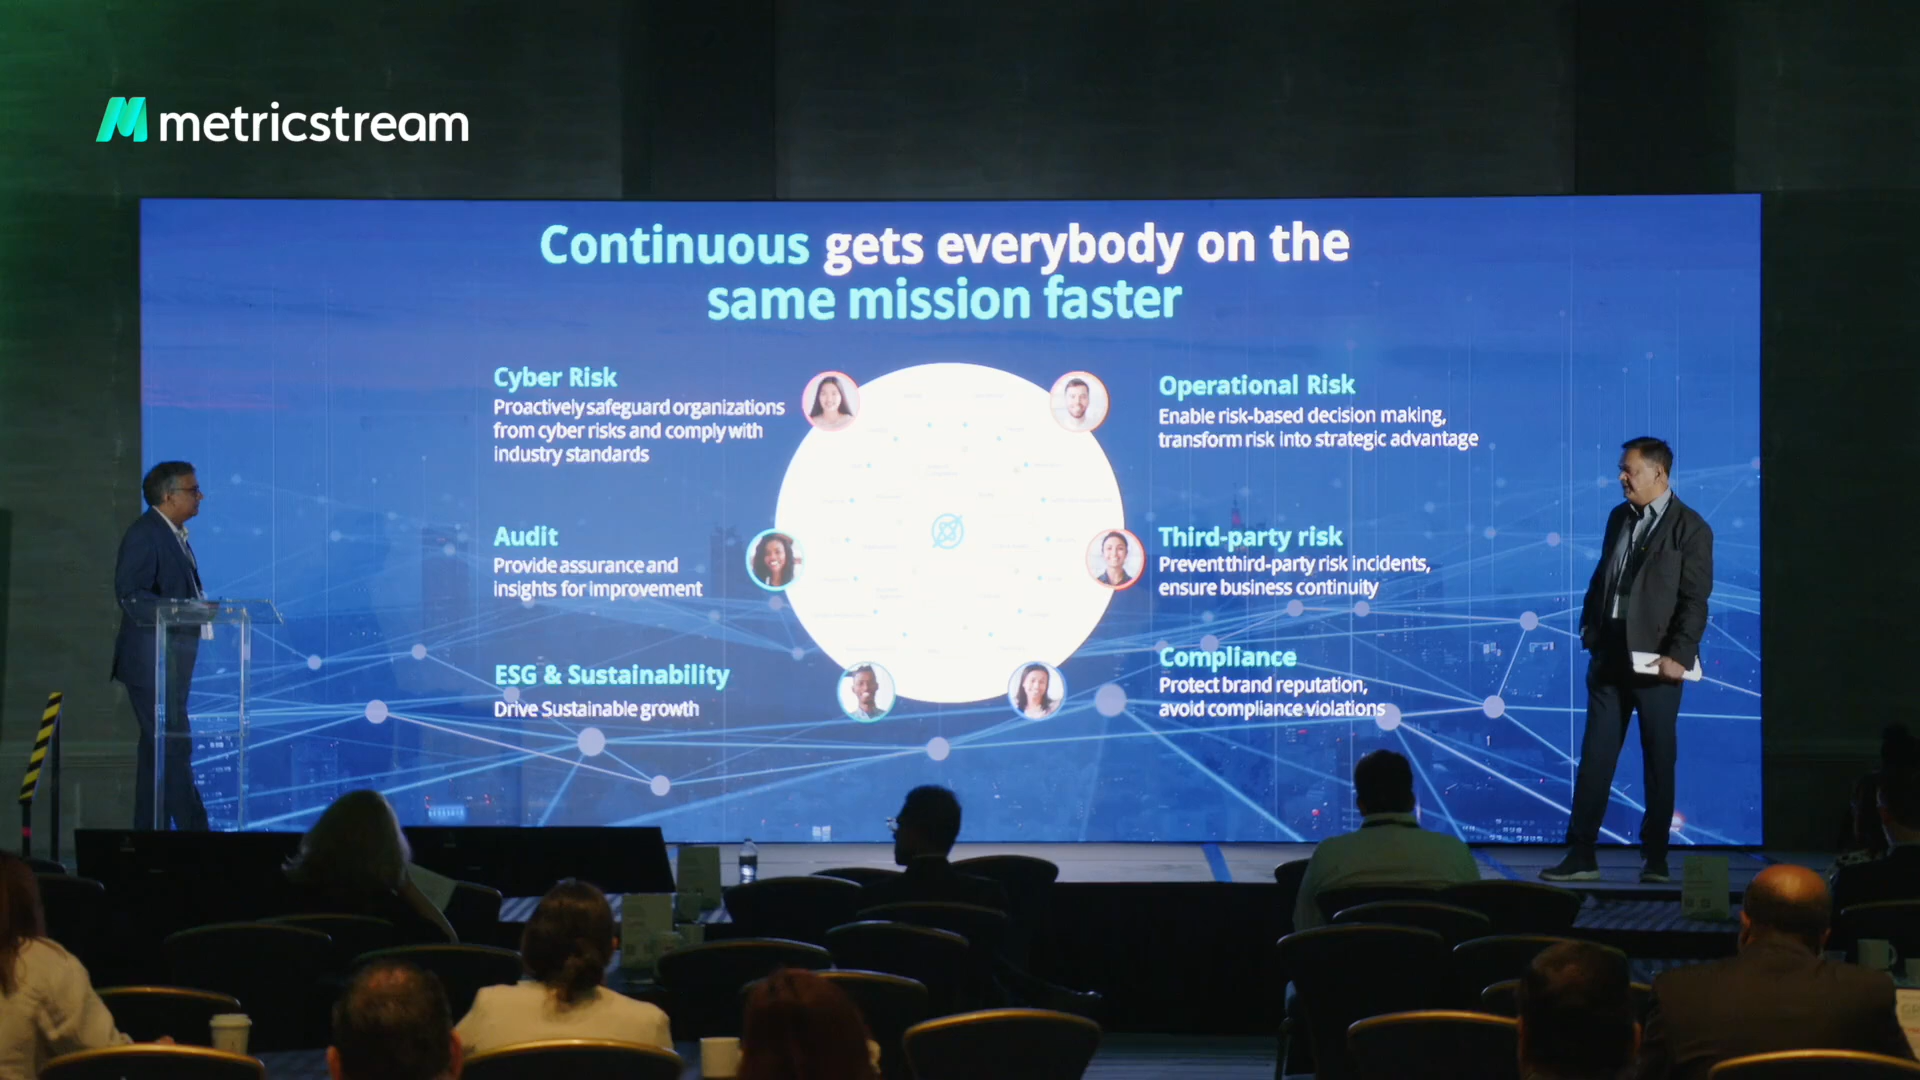 metricstream
Continuous gets everybody on the
same mission faster
Cyber Risk
Proactively safeguard organizations
from cyber risks and comply with
industry standards
Audit
Provide assurance and
insights for improvement
ESG & Sustainability
Drive Sustainable growth
Operational Risk
Enable risk-based decision making,
transform risk into strategic advantage
Third-party risk
Prevent third-party risk incidents,
ensure business continuity
Compliance
Protect brand reputation,
avoid compliance violations